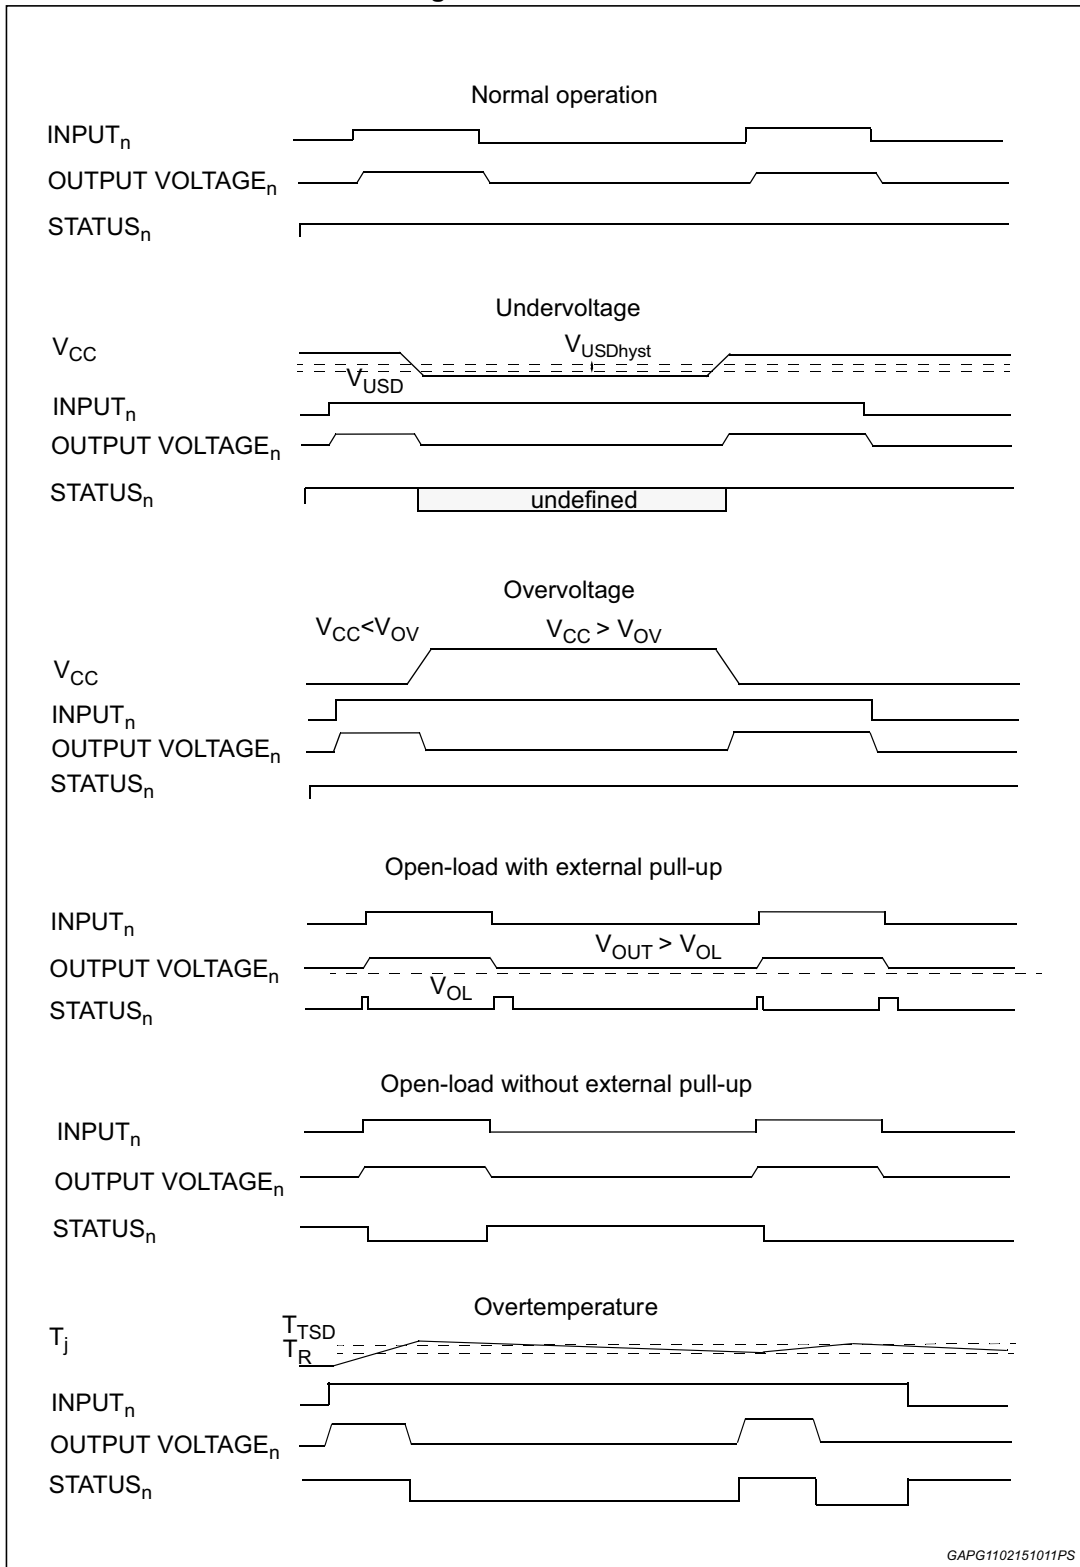 Normal operation
INPUTn
OUTPUT VOLTAGEn
STATUSn
Undervoltage
VCC
VUSDhyst
VUSD
INPUTn
OUTPUT VOLTAGEn
STATUSn
undefined
Overvoltage
VCC<VOV
VCC > VOV
VCC
INPUTn
OUTPUT VOLTAGEn
STATUSn
Open-load with external pull-up
INPUTn
VOUT > VOL
OUTPUT VOLTAGEn
VOL
STATUSn
Open-load without external pull-up
INPUTn
OUTPUT VOLTAGEn
STATUSn
Overtemperature
Tj
TTSD
TR
INPUTn
OUTPUT VOLTAGEn
STATUSn
GAPG1102151011PS